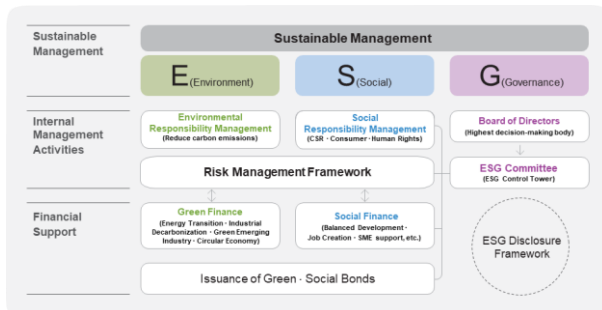 Sustainable
Management
Sustainable Management
E(Environment)
S(Social)
G(Governance)
Internal
Management
Activities
Environmental
Responsibility Management
(Reduce carbon emissions)
Social
Responsibility Management
(CSR · Consumer · Human Rights)
Board of Directors
(Highest decision-making body)
Risk Management Framework
ESG Committee
(ESG Control Tower)
Financial
Support
Green Finance
(Energy Transition · Industrial
Decarbonization · Green Emerging
Industry · Circular Economy)
Social Finance
(Balanced Development ·
Job Creation · SME support, etc.)
ESG Disclosure
Framework
Issuance of Green · Social Bonds